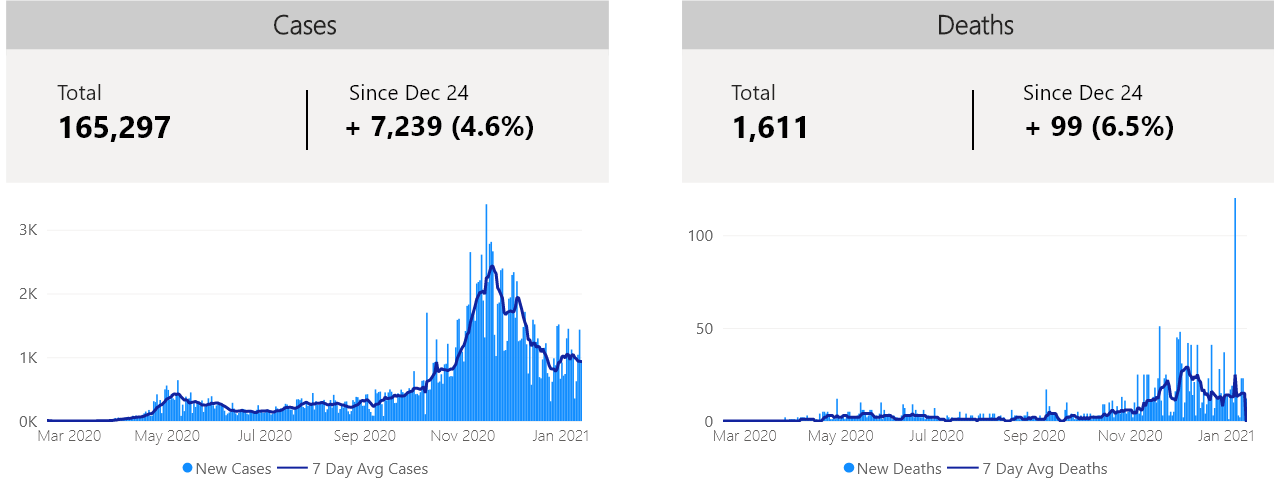 Cases
Total
165,297
Since Dec 24
+ 7,239 (4.6%)
3K
2K
1K
0K
Mar 2020 May 2020 Jul 2020 Sep 2020 Nov 2020 Jan 2021
New Cases 7 Day Avg Cases
Deaths
Total
1,611
Since Dec 24
+ 99 (6.5%)
100
50
0
Mar 2020 May 2020 Jul 2020 Sep 2020 Nov 2020 Jan 2021
New Deaths 7 Day Avg Deaths